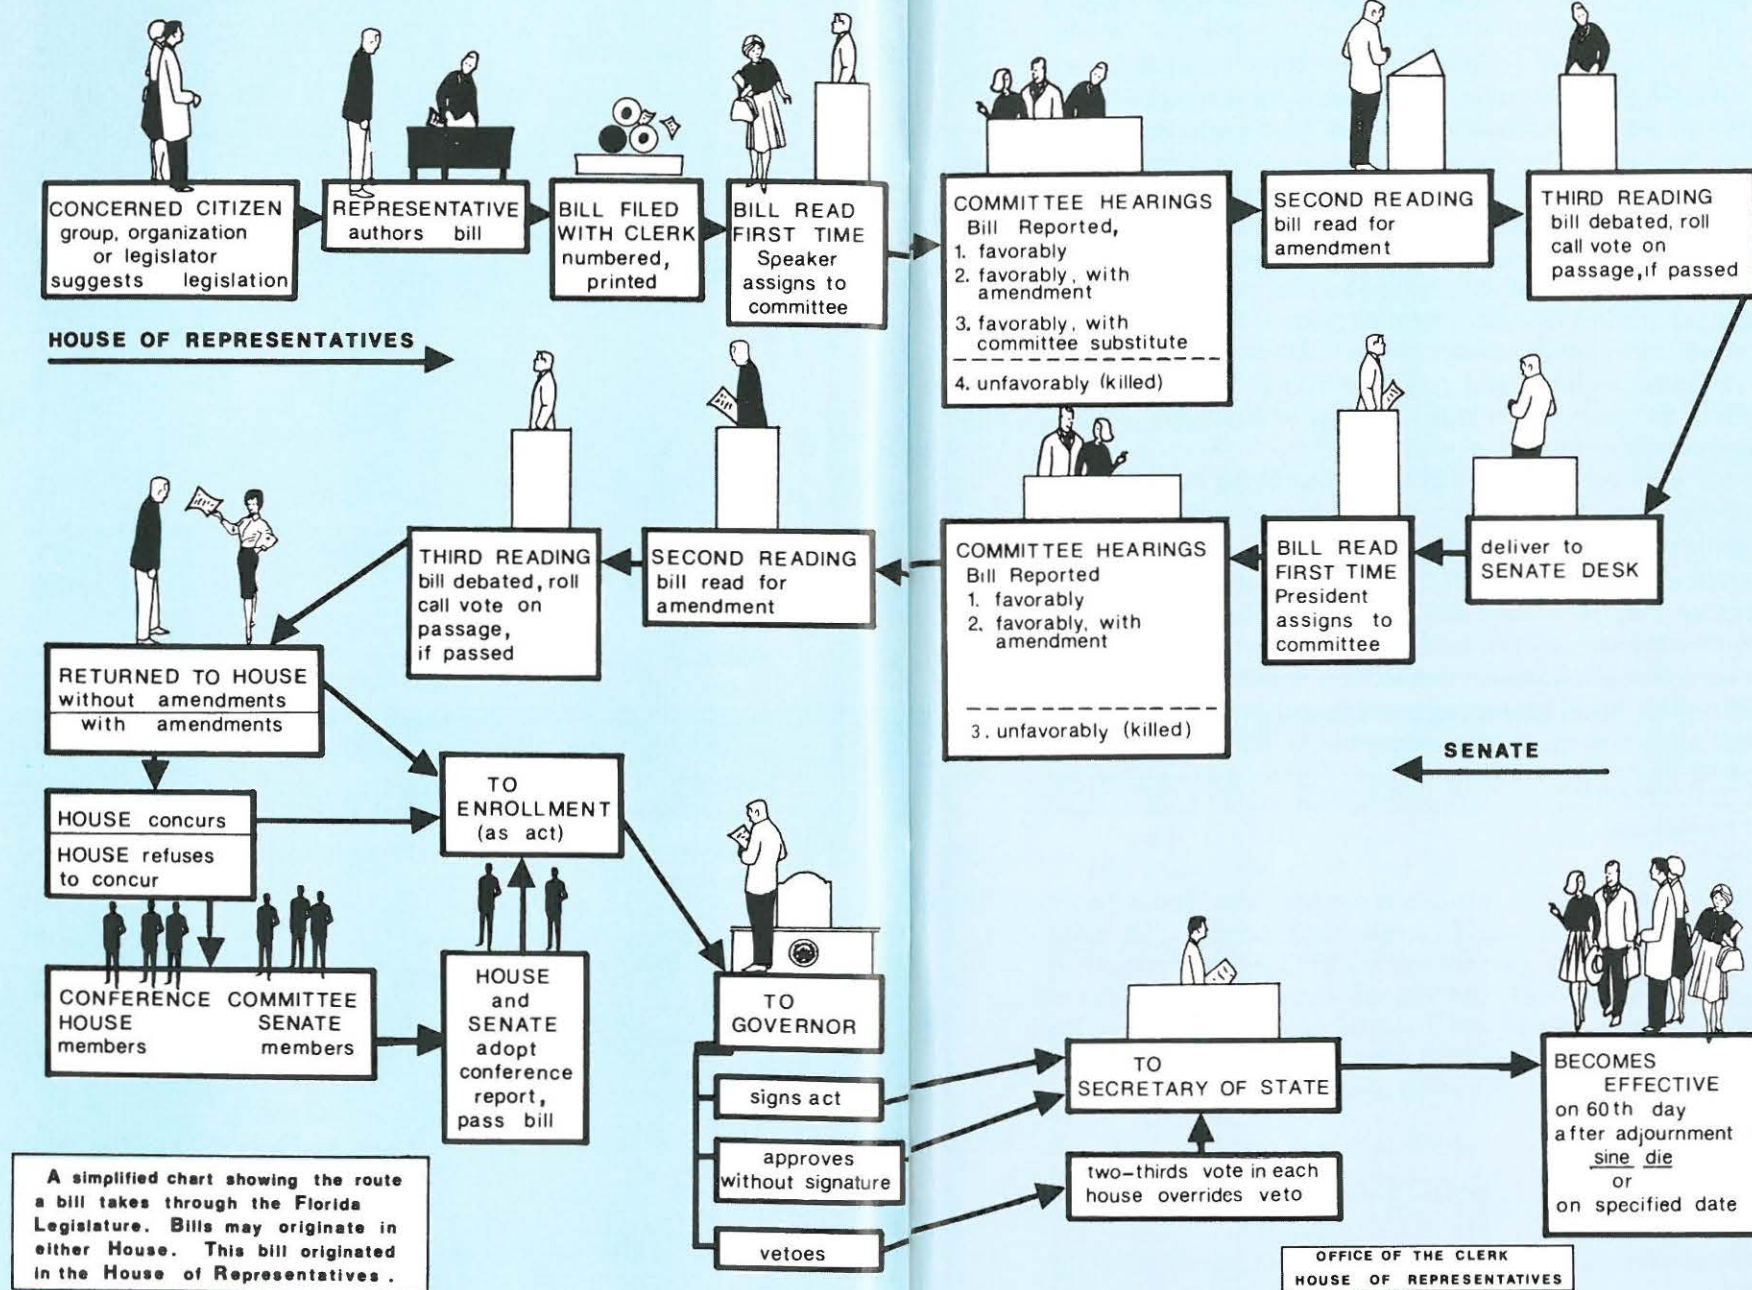 CONCERNED CITIZEN
group, organization
or legislator
suggests legislation
REPRESENTATIVE
authors bill
BILL FILED
WITH CLERK
numbered,
printed
BILL READ
FIRST TIME
Speaker
assigns to
committee
COMMITTEE HEARINGS
Bill Reported,
1. favorably
2. favorably, with
amendment
3. favorably, with
committee substitute
4. unfavorably (killed)
SECOND READING
bill read for
amendment
THIRD READING
bill debated, roll
call vote on
passage, if passed
HOUSE OF REPRESENTATIVES
deliver to
SENATE DESK
BILL READ
FIRST TIME
President
assigns to
committee
COMMITTEE HEARINGS
Bill Reported
1. favorably
2. favorably, with
amendment
3. unfavorably (killed)
SENATE
SECOND READING
bill read for
amendment
THIRD READING
bill debated, roll
call vote on
passage,
if passed
RETURNED TO HOUSE
without amendments
with amendments
HOUSE concurs
HOUSE refuses
to concur
TO
ENROLLMENT
(as act)
CONFERENCE COMMITTEE
HOUSE SENATE
members members
HOUSE
and
SENATE
adopt
conference
report,
pass bill
TO
GOVERNOR
signs act
approves
without signature
vetoes
TO
SECRETARY OF STATE
two-thirds vote in each
house overrides veto
BECOMES
EFFECTIVE
on 60th day
after adjournment
sine die
or
on specified date
A simplified chart showing the route
a bill takes through the Florida
Legislature. Bills may originate in
either House. This bill originated
in the House of Representatives.
OFFICE OF THE CLERK
HOUSE OF REPRESENTATIVES